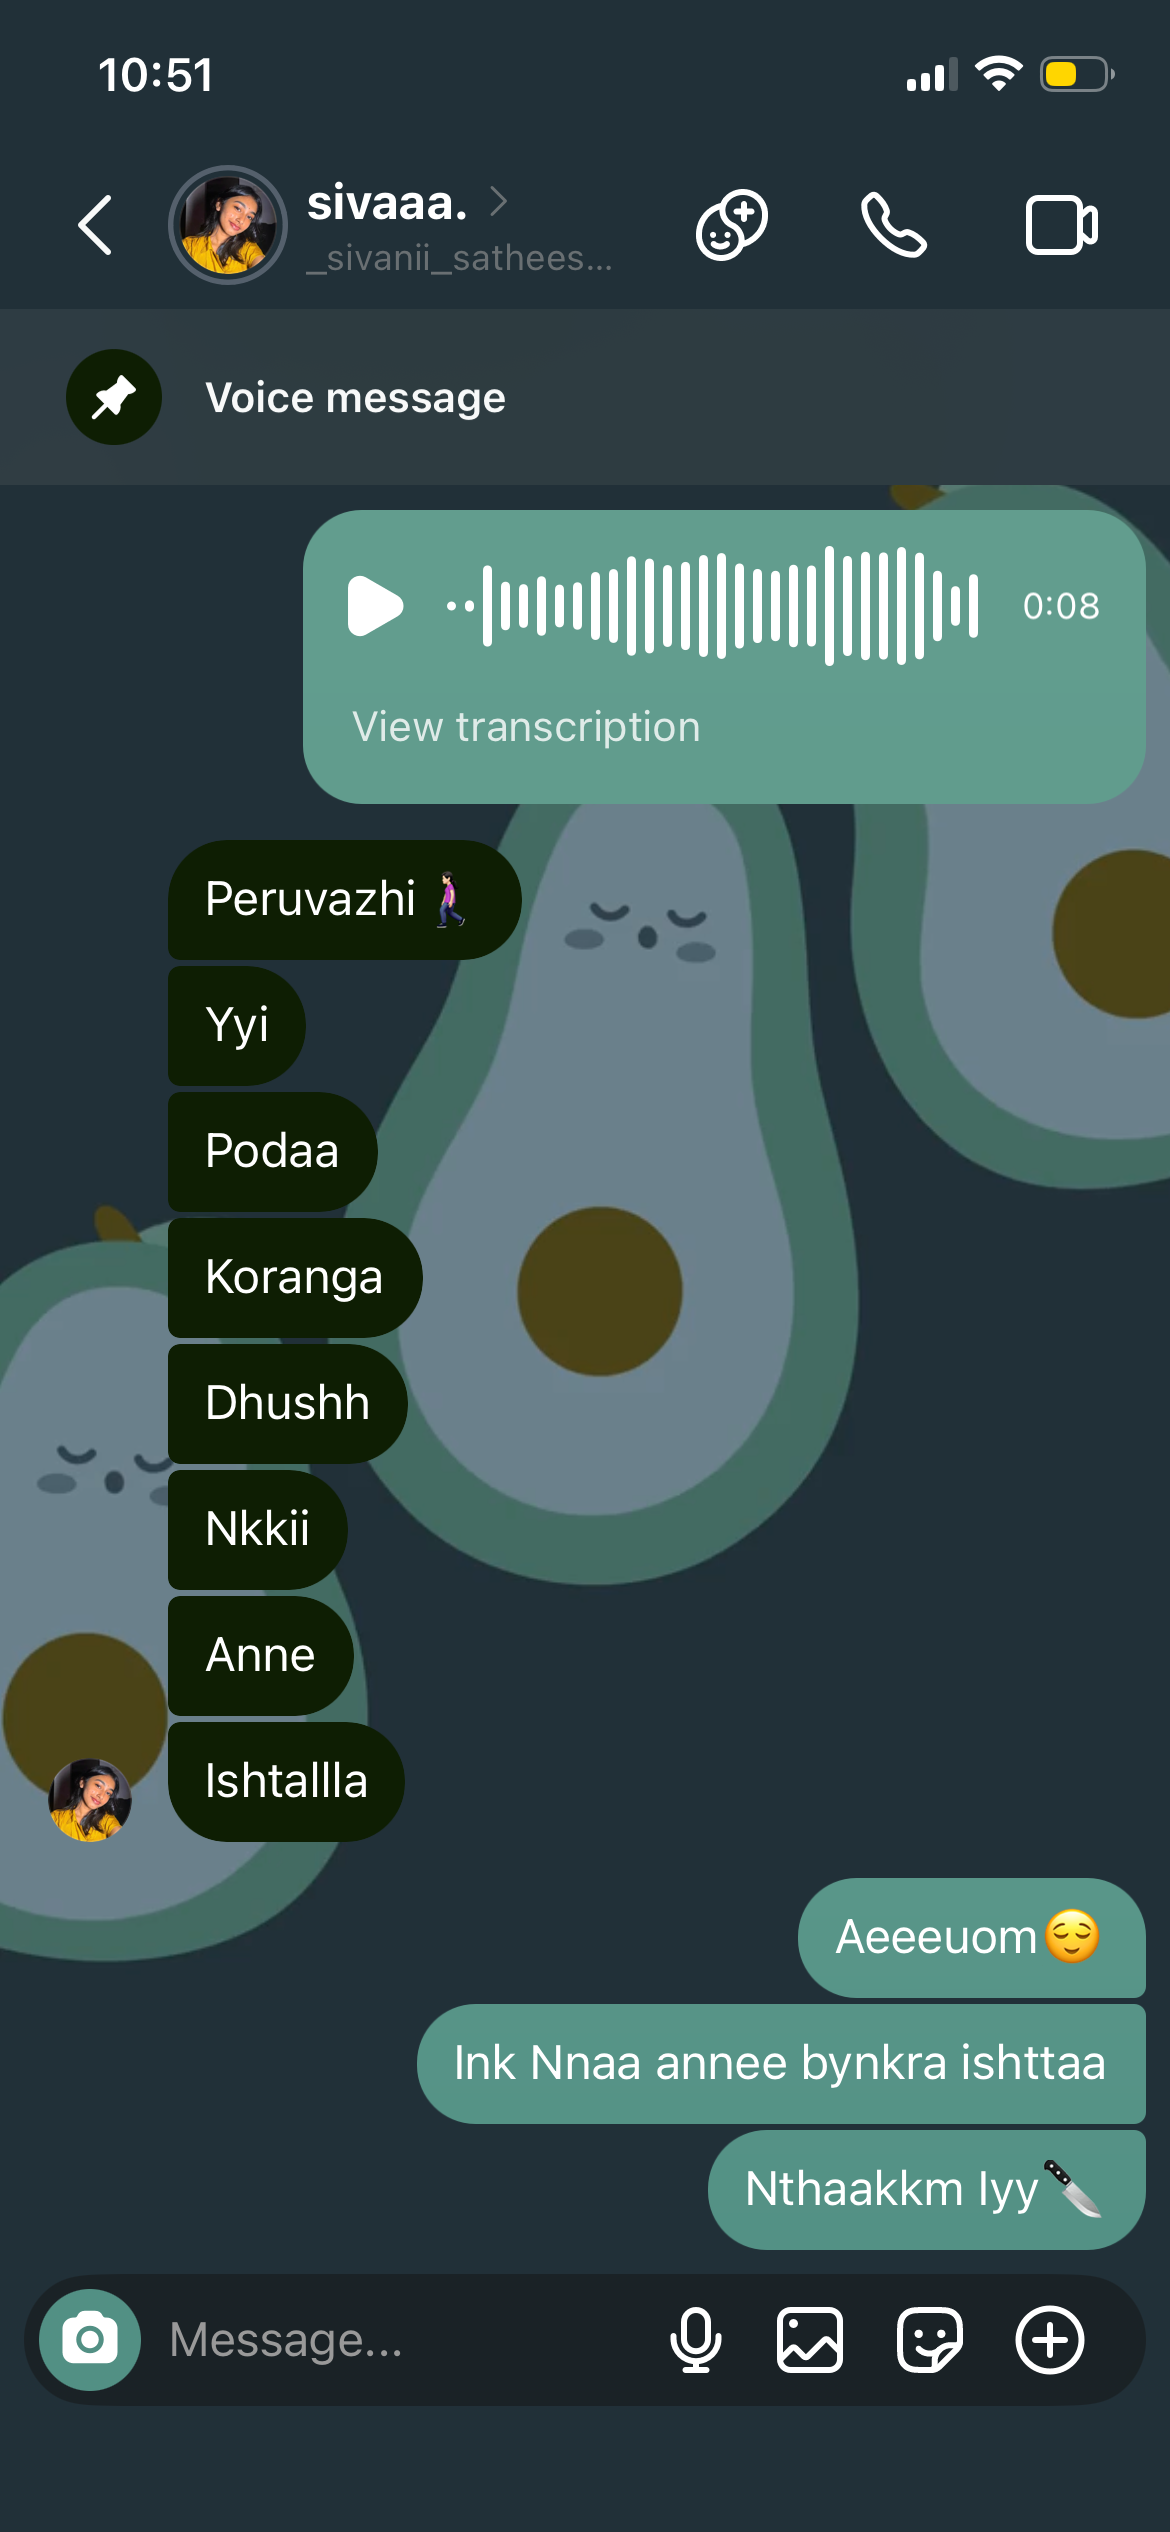 10:51
sivaaa.
_sivanii_sathees...
Voice message
0:08
View transcription
Peruvazhi🚶🏻‍♀️
Yyi
Podaa
Koranga
Dhushh
Nkkii
Anne
Ishtallla
Aeeeuom😌
Ink Nnaa annee bynkra ishttaa
Nthaakkm Iyy🔪
Message...